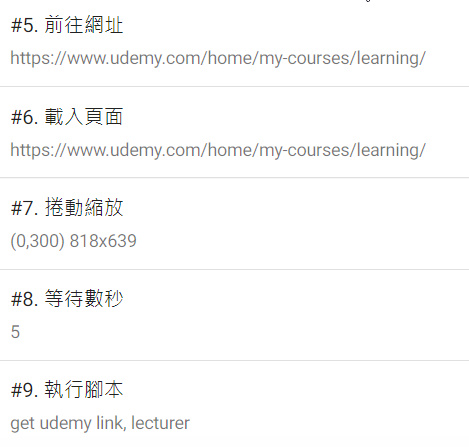 #5. 前往網址
https://www.udemy.com/home/my-courses/learning/
#6. 載入頁面
https://www.udemy.com/home/my-courses/learning/
#7. 捲動縮放
(0,300) 818x639
#8. 等待數秒
5
#9. 執行腳本
get udemy link, lecturer